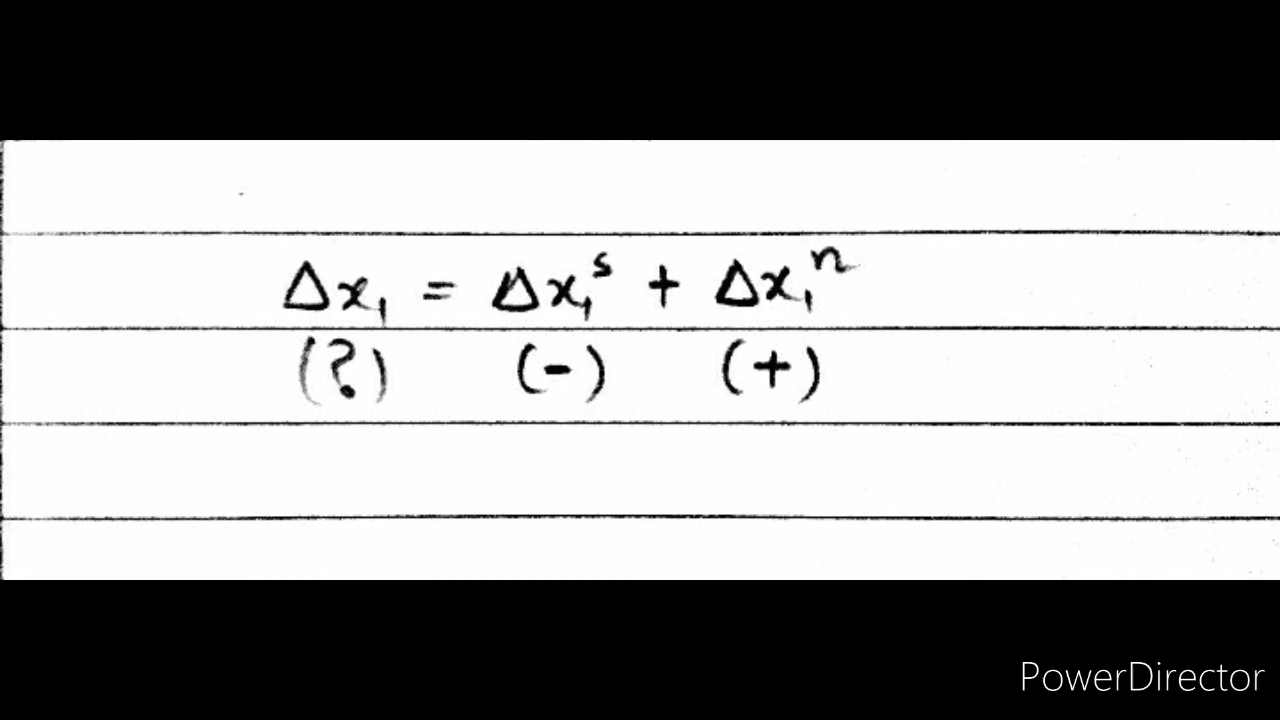 Δx₁ = Δx₁ˢ + Δx₁ⁿ
(?) (-) (+)
PowerDirector